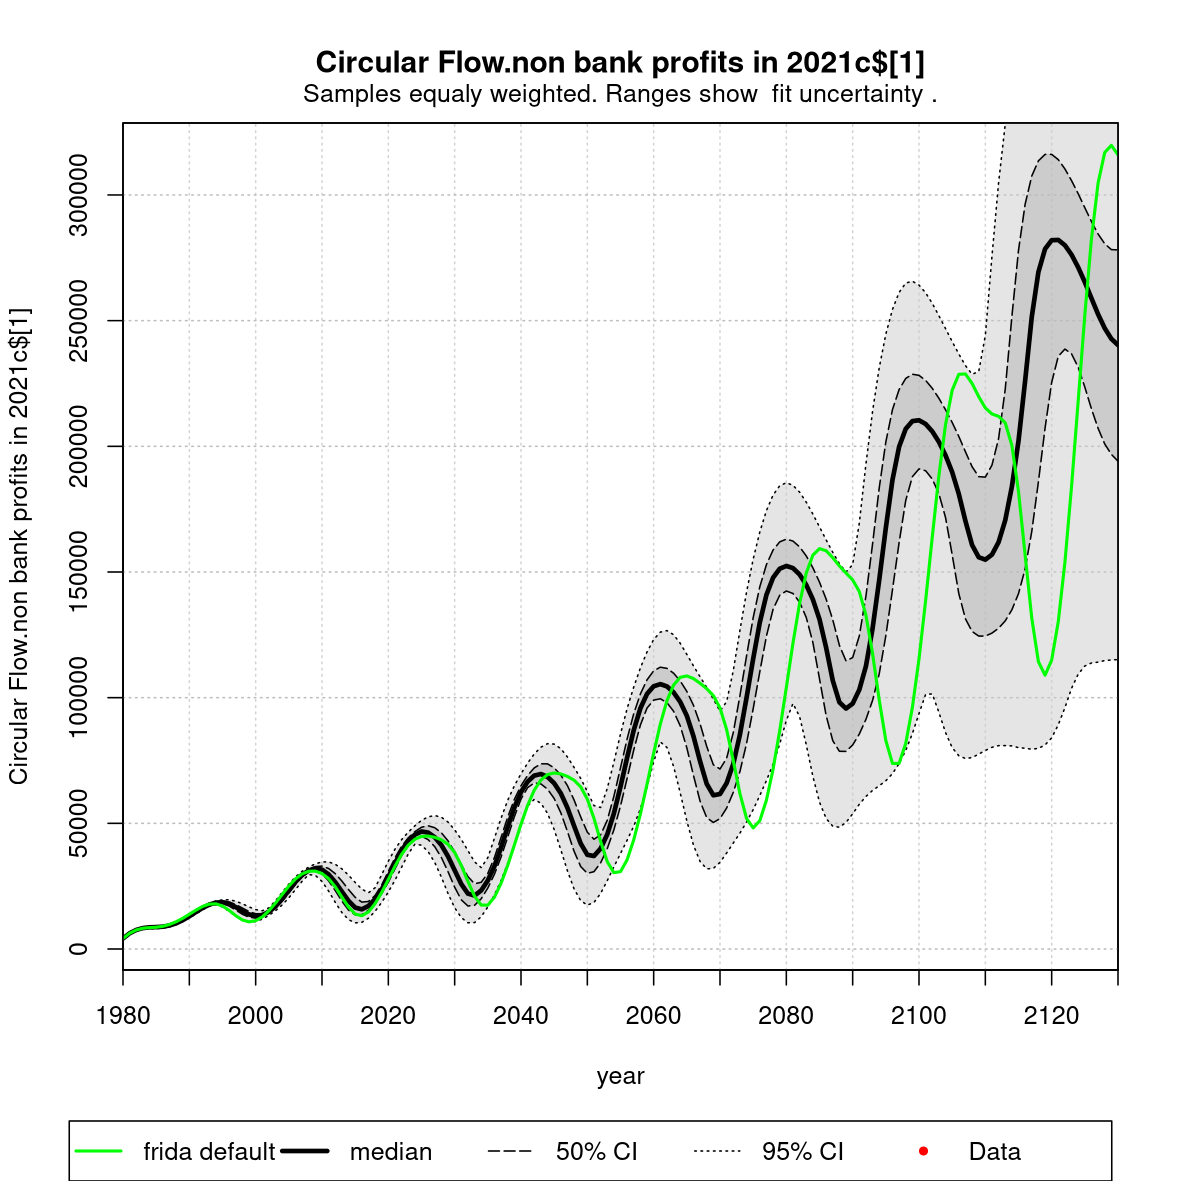 Circular Flow.non bank profits in 2021c$[1]
Samples equaly weighted. Ranges show  fit uncertainty .
Circular Flow.non bank profits in 2021c$[1]
300000
250000
200000
150000
100000
50000
0
1980 2000 2020 2040 2060 2080 2100 2120
year
frida default median 50% CI 95% CI Data